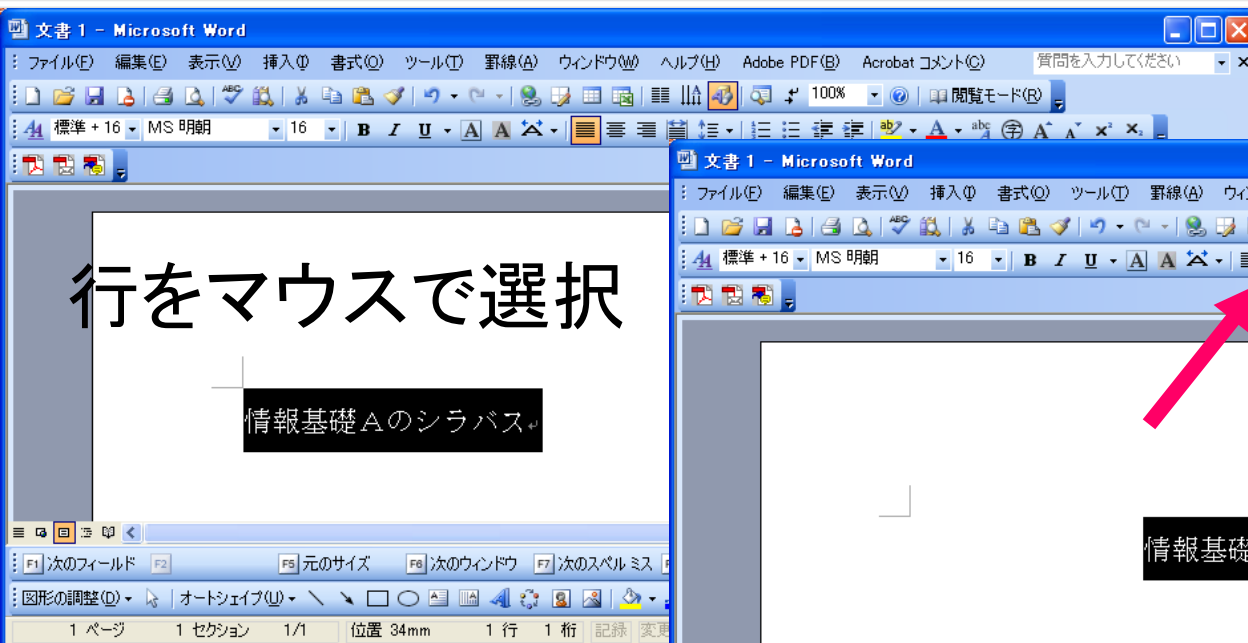 文書 1 - Microsoft Word
ファイル(F) 編集(E) 表示(V) 挿入(I) 書式(O) ツール(T) 罫線(A) ウィンドウ(W) ヘルプ(H) Adobe PDF(B) Acrobat コメント(C) 質問を入力してください
100% 閲覧モード(R)
標準 + 16 MS 明朝 16 B I U A A
文書 1 - Microsoft Word
ファイル(F) 編集(E) 表示(V) 挿入(I) 書式(O) ツール(T) 罫線(A)
標準 + 16 MS 明朝 16 B I U A A
行をマウスで選択
情報基礎Aのシラバス
情報基礎
F1 次のフィールド F2 F5 元のサイズ F6 次のウィンドウ F7 次のスペル ミス
図形の調整(D) オートシェイプ(U)
1 ページ 1 セクション 1/1 位置 34mm 1 行 1 桁 記録 変更